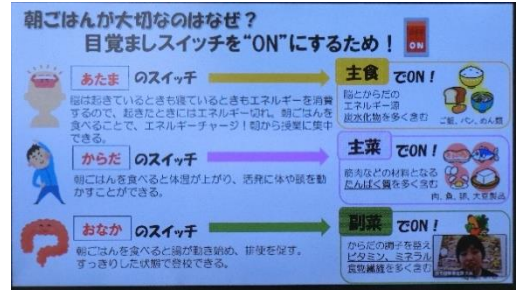 朝ごはんが大切なのはなぜ？
目覚ましスイッチを“ON”にするため！
ON
あたま のスイッチ
脳は起きているときも寝ているときもエネルギーを消費
するので、起きたときにはエネルギー切れ。朝ごはんを
食べることで、エネルギーチャージ！朝から授業に集中
できる。
主食 でON！
脳とからだの
エネルギー源
炭水化物を多く含む
ご飯、パン、めん類
からだ のスイッチ
朝ごはんを食べると体温が上がり、活発に体や頭を動
かすことができる。
主菜 でON！
筋肉などの材料となる
たんぱく質を多く含む
肉、魚、卵、大豆製品
おなか のスイッチ
朝ごはんを食べると腸が動き始め、排便を促す。
すっきりした状態で登校できる。
副菜 でON！
からだの調子を整え
ビタミン、ミネラル
食物繊維を多く含む